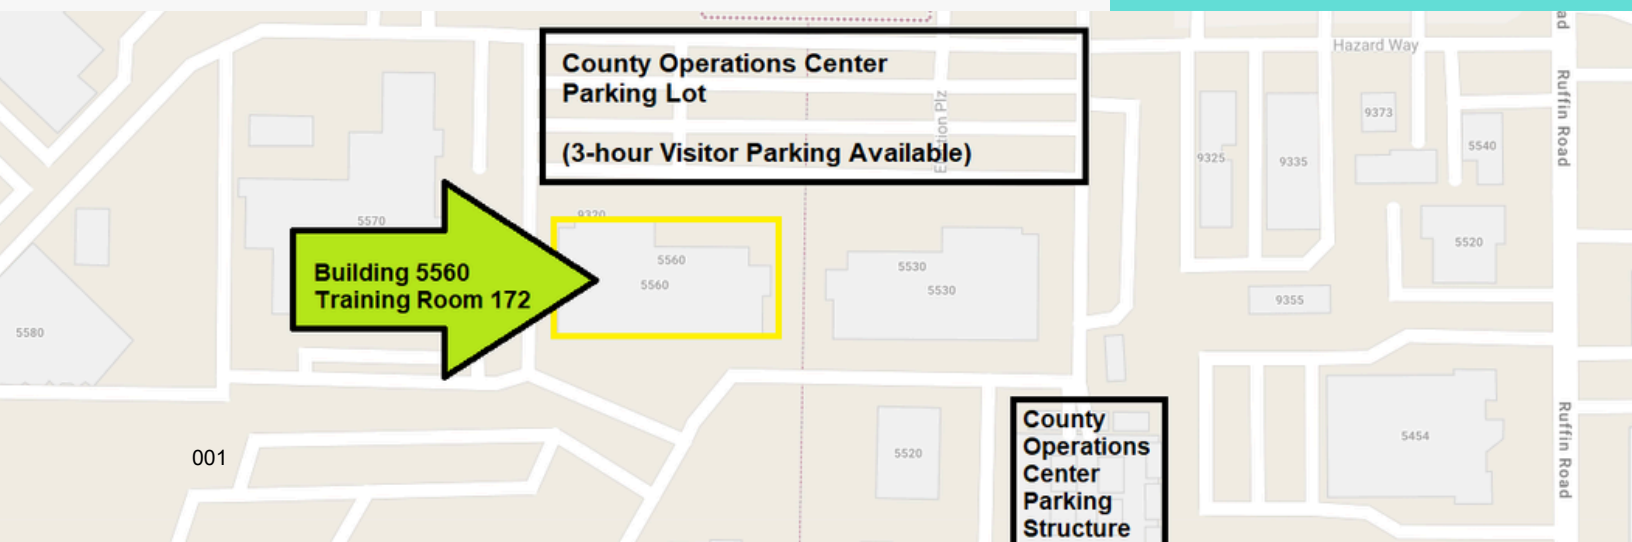 ad
Hazard Way
Ruffin Road
County Operations Center
Parking Lot
(3-hour Visitor Parking Available)
9373
5540
9325
9335
9320
5570
5520
5560
5560
5530
5530
Building 5560
Training Room 172
9355
5580
County
Operations
Center
Parking
Structure
Ruffin Road
5454
5520
001